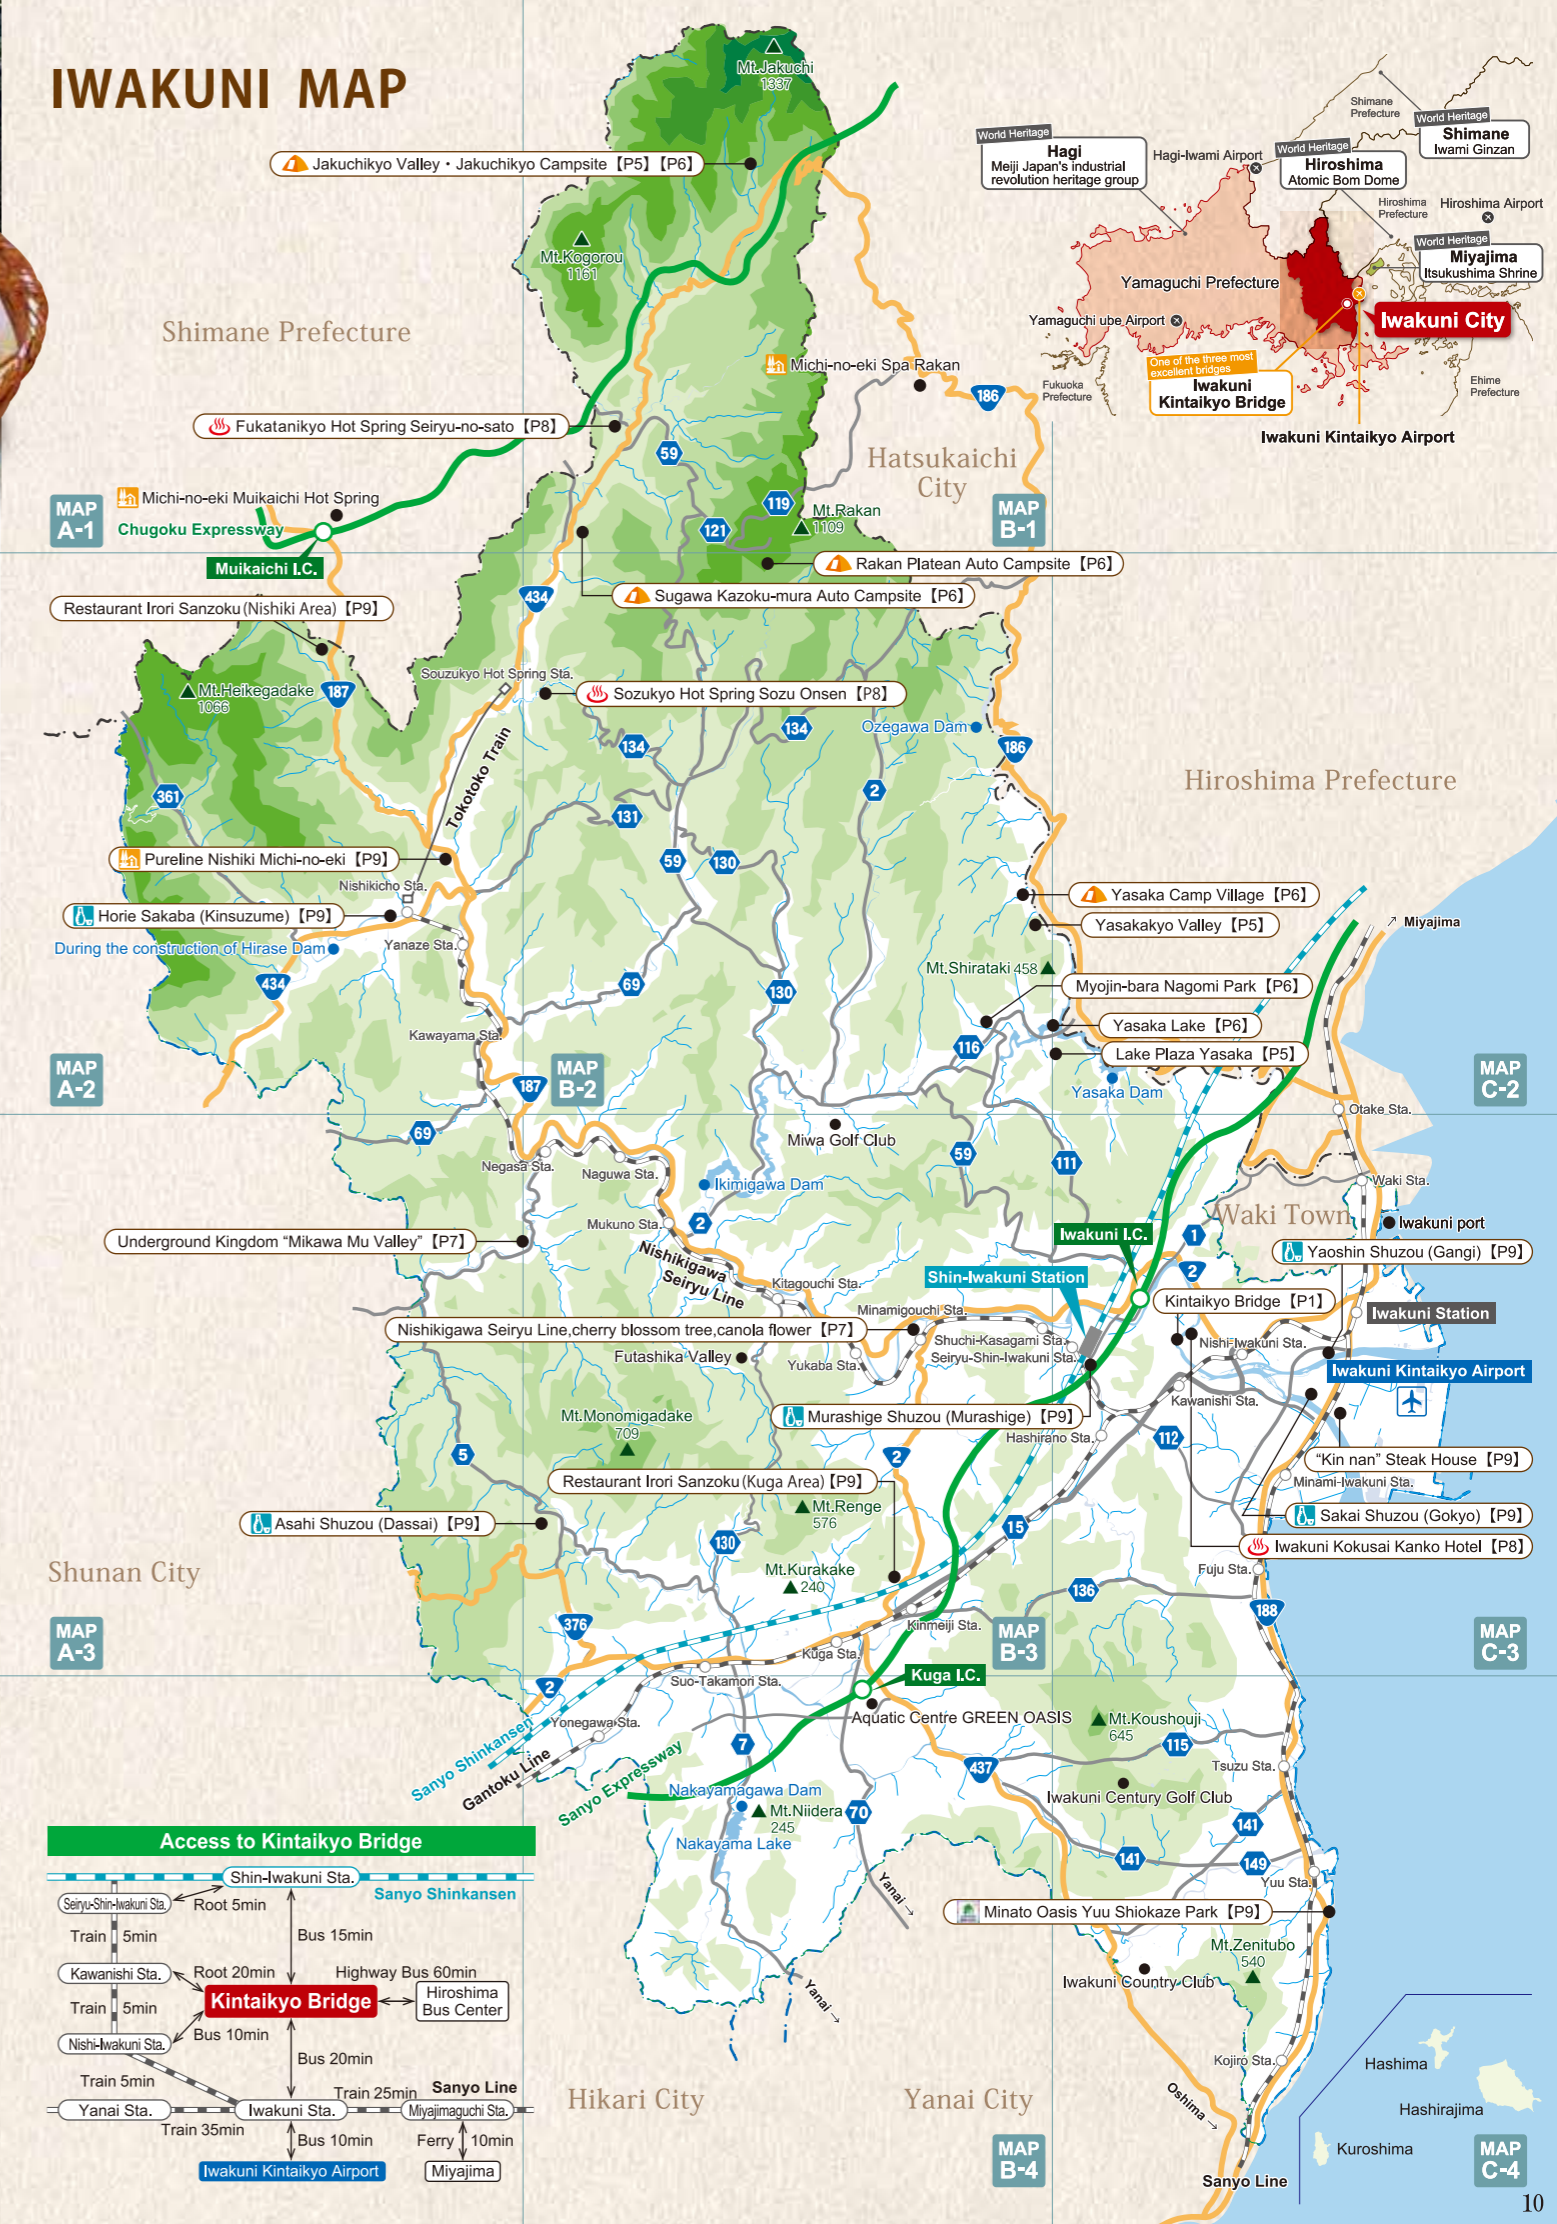 IWAKUNI MAP
Mt.Jakuchi
1337
Jakuchikyo Valley・Jakuchikyo Campsite【P5】【P6】
Mt.Kogorou
1161
Shimane Prefecture
Michi-no-eki Spa Rakan
186
Fukatanikyo Hot Spring Seiryu-no-sato【P8】
59
Hatsukaichi
City
Michi-no-eki Muikaichi Hot Spring
MAP
A-1
Chugoku Expressway
119
121
Mt.Rakan
1109
MAP
B-1
Muikaichi I.C.
Rakan Platean Auto Campsite【P6】
Sugawa Kazoku-mura Auto Campsite【P6】
434
Restaurant Irori Sanzoku (Nishiki Area)【P9】
World Heritage
Hagi
Meiji Japan's industrial
revolution heritage group
Hagi-Iwami Airport
World Heritage
Hiroshima
Atomic Bom Dome
Shimane
Prefecture
World Heritage
Shimane
Iwami Ginzan
Hiroshima
Prefecture
Hiroshima Airport
World Heritage
Miyajima
Itsukushima Shrine
Yamaguchi Prefecture
Yamaguchi ube Airport
Iwakuni City
One of the three most
excellent bridges
Iwakuni
Kintaikyo Bridge
Fukuoka
Prefecture
Ehime
Prefecture
Iwakuni Kintaikyo Airport
Souzukyo Hot Spring Sta.
Mt.Heikegadake
1066
187
Sozukyo Hot Spring Sozu Onsen【P8】
134
134
Ozegawa Dam
186
Tokotoko Train
Hiroshima Prefecture
361
2
131
59
130
Pureline Nishiki Michi-no-eki【P9】
Nishikicho Sta.
Horie Sakaba (Kinsuzume)【P9】
Yanaze Sta.
During the construction of Hirase Dam
434
69
130
Yasaka Camp Village【P6】
Yasakakyo Valley【P5】
Miyajima
Mt.Shirataki 458
Myojin-bara Nagomi Park【P6】
Yasaka Lake【P6】
Kawayama Sta.
116
Lake Plaza Yasaka【P5】
MAP
A-2
MAP
B-2
187
Yasaka Dam
MAP
C-2
Otake Sta.
69
Miwa Golf Club
59
111
Negasa Sta.
Naguwa Sta.
Ikimigawa Dam
Waki Sta.
Waki Town
Mukuno Sta.
2
Iwakuni port
Underground Kingdom “Mikawa Mu Valley”【P7】
Iwakuni I.C.
1
Yaoshin Shuzou (Gangi)【P9】
Nishikigawa
Seiryu Line
Shin-Iwakuni Station
2
Kitagouchi Sta.
Kintaikyo Bridge【P1】
Minamigouchi Sta.
Iwakuni Station
Nishikigawa Seiryu Line,cherry blossom tree,canola flower【P7】
Shuchi-Kasagami Sta.
Seiryu-Shin-Iwakuni Sta.
Nishi-Iwakuni Sta.
Futashika Valley
Yukaba Sta.
Iwakuni Kintaikyo Airport
Kawanishi Sta.
Mt.Monomigadake
709
Murashige Shuzou (Murashige)【P9】
Hashirano Sta.
112
5
2
“Kin nan” Steak House【P9】
Minami-Iwakuni Sta.
Restaurant Irori Sanzoku (Kuga Area)【P9】
Mt.Renge
576
Sakai Shuzou (Gokyo)【P9】
Asahi Shuzou (Dassai)【P9】
15
130
Iwakuni Kokusai Kanko Hotel【P8】
Shunan City
Mt.Kurakake
240
Fuju Sta.
136
188
376
Kinmeiji Sta.
MAP
A-3
MAP
B-3
MAP
C-3
Kuga Sta.
Suo-Takamori Sta.
Kuga I.C.
2
Aquatic Centre GREEN OASIS
Mt.Koushouji
645
Yonegawa Sta.
7
115
Sanyo Shinkansen
Gantoku Line
Sanyo Expressway
437
Tsuzu Sta.
Nakayamagawa Dam
Iwakuni Century Golf Club
Mt.Niidera
245
70
141
Nakayama Lake
141
149
Yuu Sta.
Yanai
Minato Oasis Yuu Shiokaze Park【P9】
Mt.Zenitubo
540
Iwakuni Country Club
Yanai
Kojiro Sta.
Hashima
Oshima
Hashirajima
Hikari City
Yanai City
Kuroshima
MAP
B-4
MAP
C-4
Sanyo Line
Access to Kintaikyo Bridge
Shin-Iwakuni Sta.
Sanyo Shinkansen
Seiryu-Shin-Iwakuni Sta.
Root 5min
Train 5min
Bus 15min
Kawanishi Sta.
Root 20min
Highway Bus 60min
Kintaikyo Bridge
Hiroshima
Bus Center
Train 5min
Nishi-Iwakuni Sta.
Bus 10min
Bus 20min
Train 5min
Train 25min
Sanyo Line
Yanai Sta.
Iwakuni Sta.
Miyajimaguchi Sta.
Train 35min
Bus 10min
Ferry 10min
Iwakuni Kintaikyo Airport
Miyajima
10